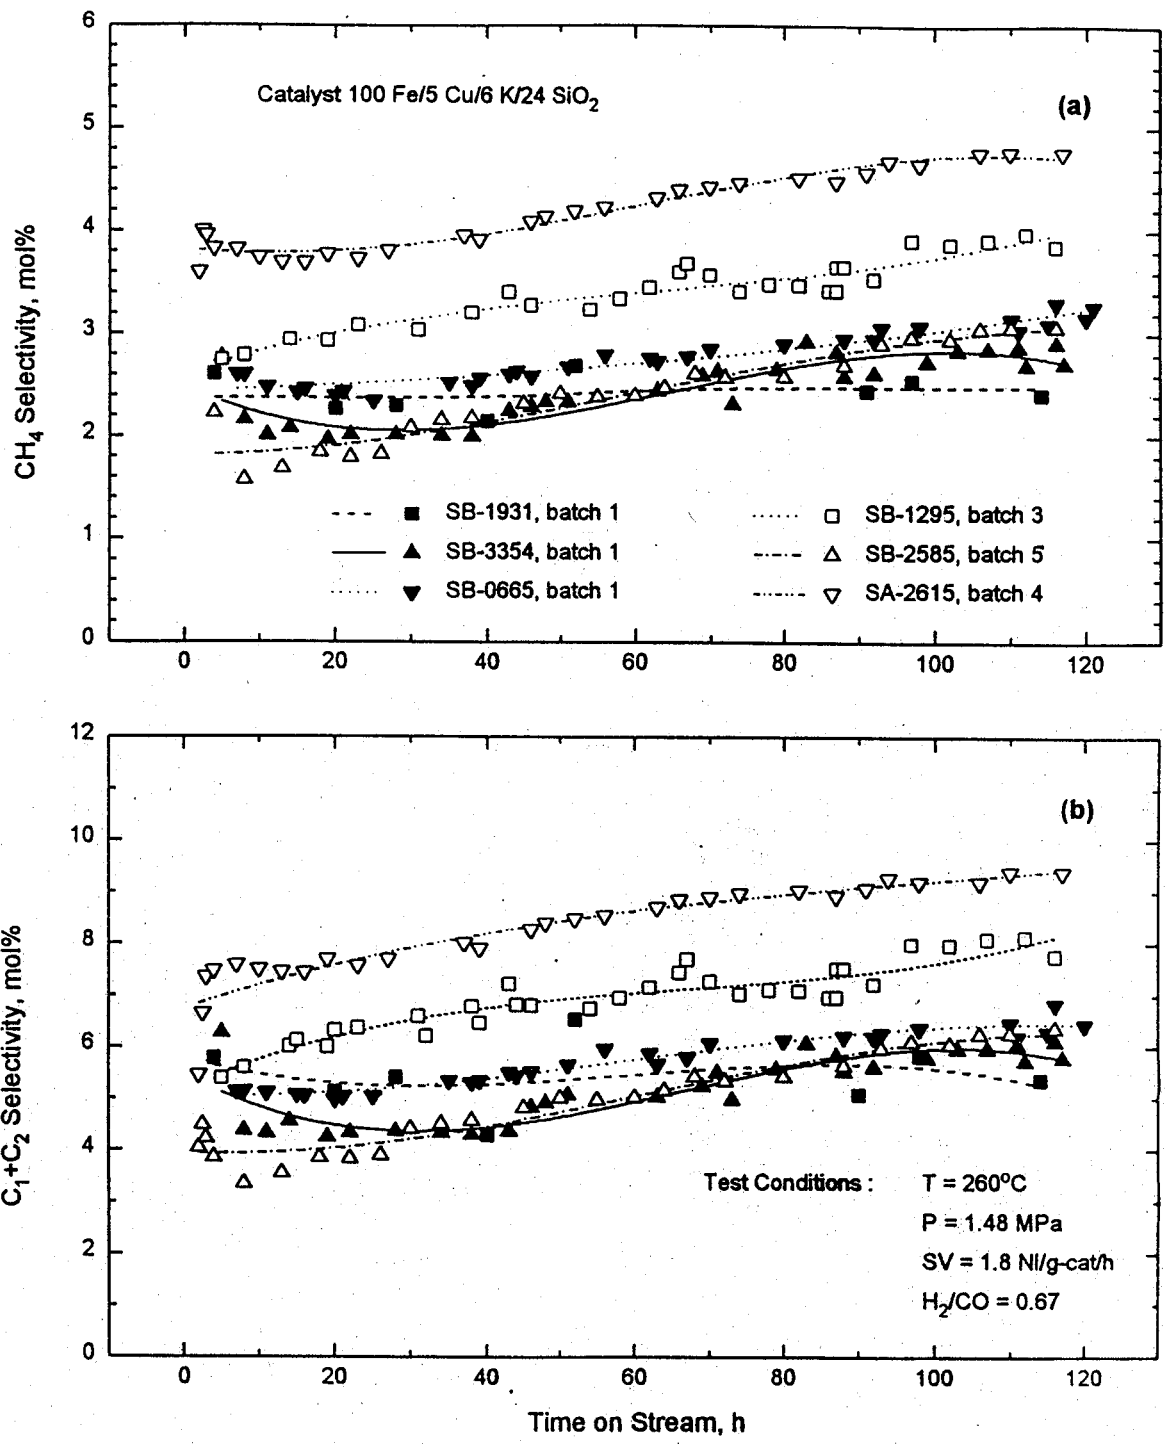 6
Catalyst 100 Fe/5 Cu/6 K/24 SiO₂
(a)
5
4
3
2
1
0
CH₄ Selectivity, mol%
SB-1931, batch 1
SB-3354, batch 1
SB-0665, batch 1
SB-1295, batch 3
SB-2585, batch 5
SA-2615, batch 4
0 20 40 60 80 100 120
12
(b)
10
8
6
4
2
0
C₁+C₂ Selectivity, mol%
Test Conditions : T = 260°C
P = 1.48 MPa
SV = 1.8 Nl/g-cat/h
H₂/CO = 0.67
0 20 40 60 80 100 120
Time on Stream, h